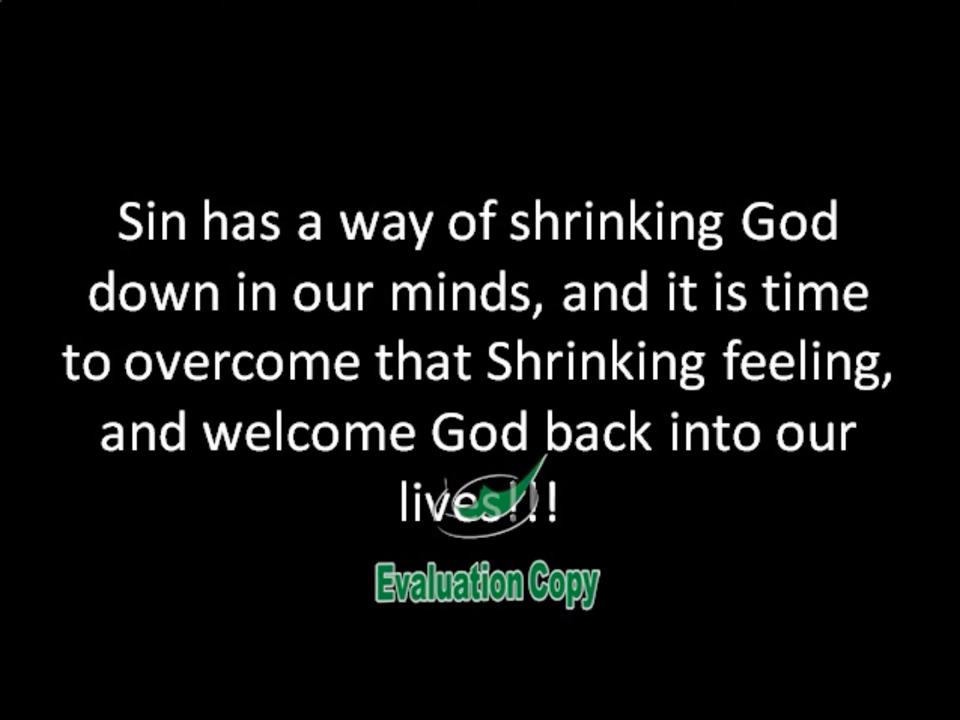 Sin has a way of shrinking God
down in our minds, and it is time
to overcome that Shrinking feeling,
and welcome God back into our
lives!!!
Evaluation Copy